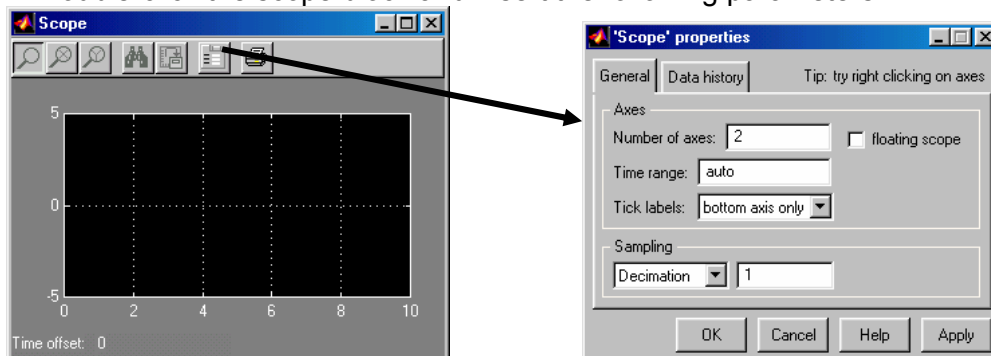 Scope
5
0
-5
0 2 4 6 8 10
Time offset: 0
'Scope' properties
General Data history Tip: try right clicking on axes
Axes
Number of axes: 2 floating scope
Time range: auto
Tick labels: bottom axis only
Sampling
Decimation 1
OK Cancel Help Apply